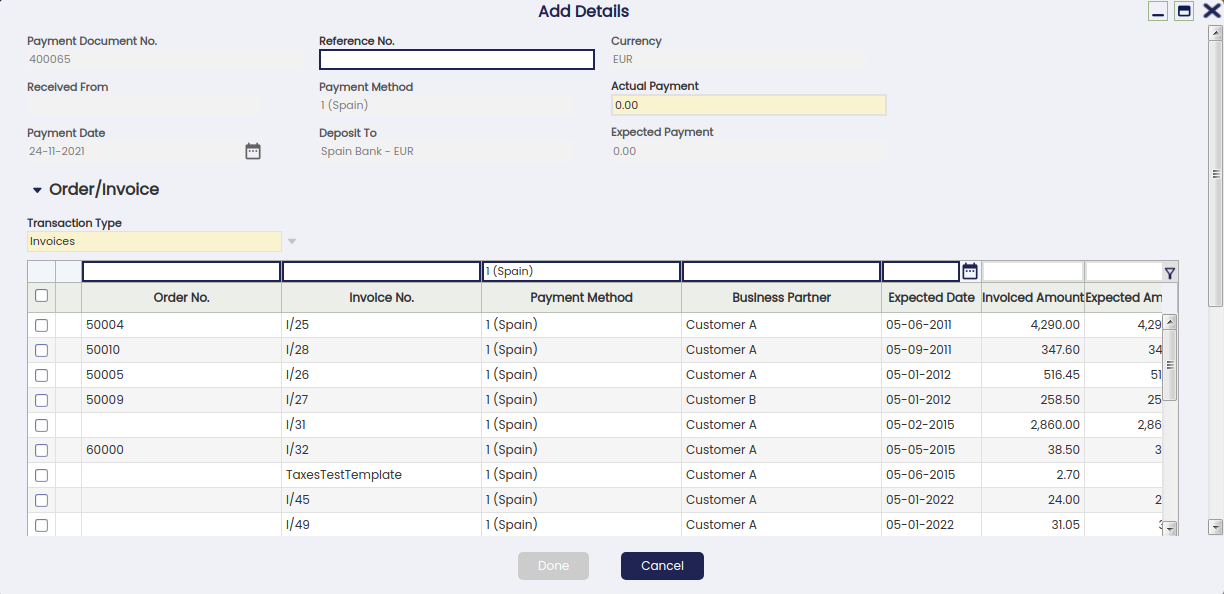 Add Details
Payment Document No. Reference No. Currency
400065 EUR
Received From Payment Method Actual Payment
1 (Spain) 0.00
Payment Date Deposit To Expected Payment
24-11-2021 Spain Bank - EUR 0.00
Order/Invoice
Transaction Type
Invoices
1 (Spain)
Order No. Invoice No. Payment Method Business Partner Expected Date Invoiced Amount Expected Am
50004 I/25 1 (Spain) Customer A 05-06-2011 4,290.00 4,29
50010 I/28 1 (Spain) Customer A 05-09-2011 347.60 34
50005 I/26 1 (Spain) Customer A 05-01-2012 516.45 51
50009 I/27 1 (Spain) Customer B 05-01-2012 258.50 25
I/31 1 (Spain) Customer A 05-02-2015 2,860.00 2,86
60000 I/32 1 (Spain) Customer A 05-05-2015 38.50 3
TaxesTestTemplate 1 (Spain) Customer A 05-06-2015 2.70
I/45 1 (Spain) Customer A 05-01-2022 24.00 2
I/49 1 (Spain) Customer A 05-01-2022 31.05
Done Cancel